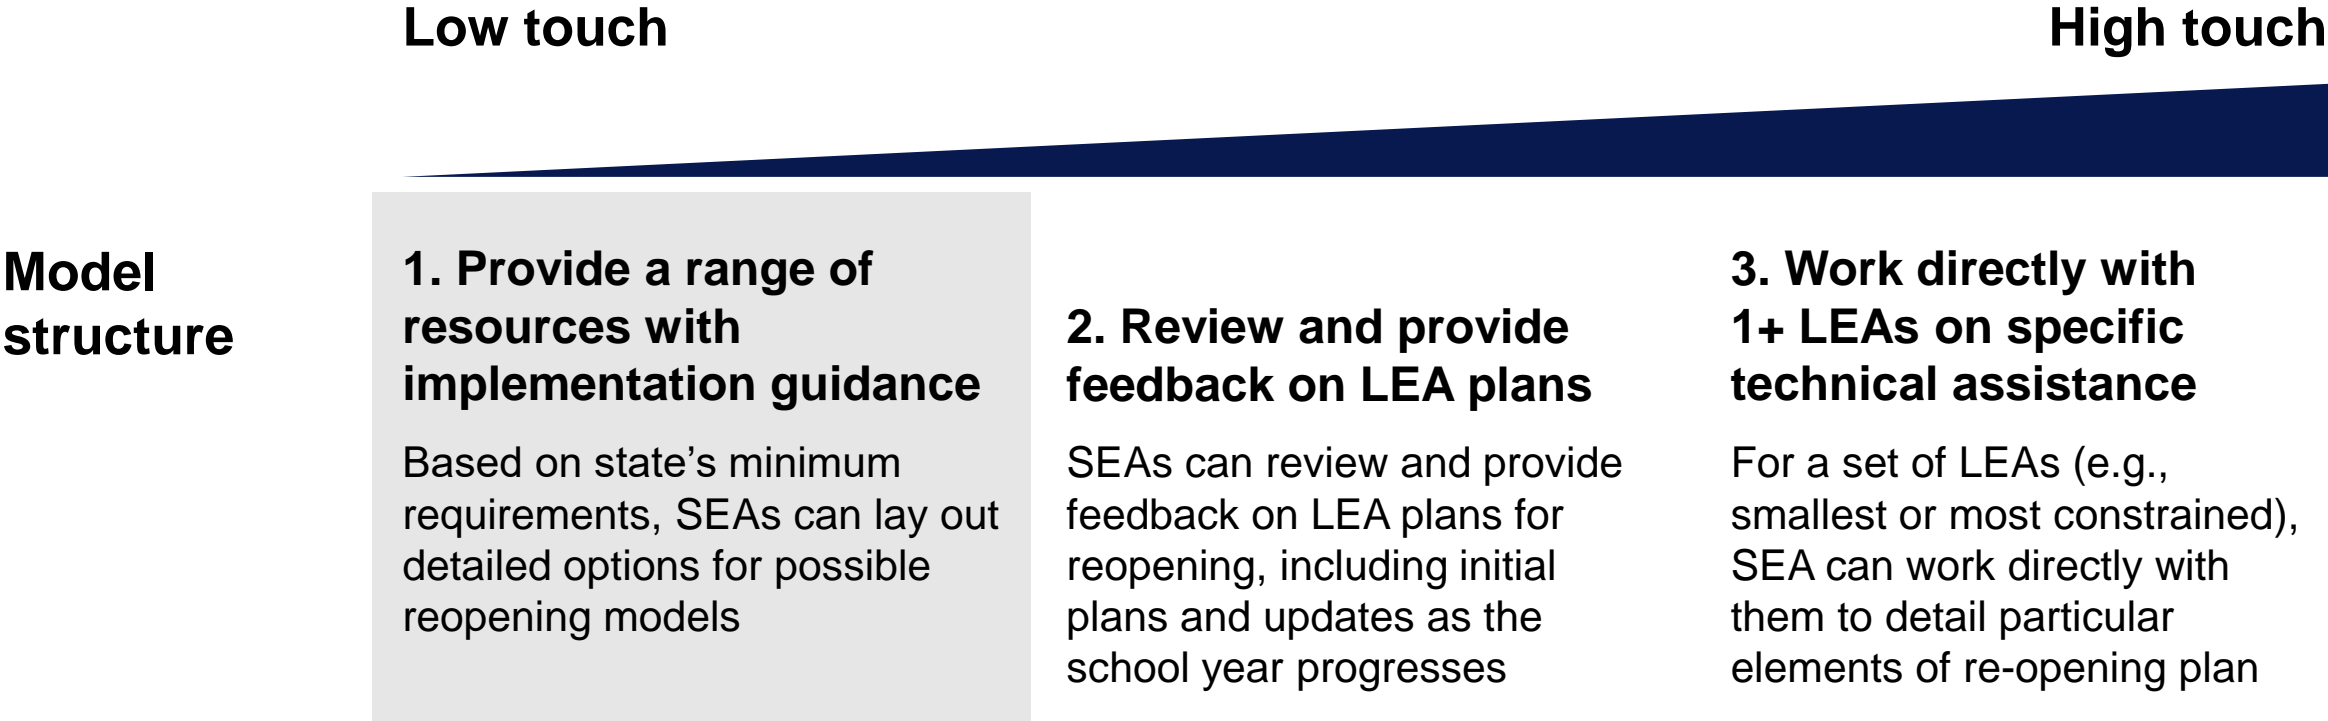 Low touch
High touch
Model
structure
1. Provide a range of
resources with
implementation guidance
Based on state’s minimum
requirements, SEAs can lay out
detailed options for possible
reopening models
2. Review and provide
feedback on LEA plans
SEAs can review and provide
feedback on LEA plans for
reopening, including initial
plans and updates as the
school year progresses
3. Work directly with
1+ LEAs on specific
technical assistance
For a set of LEAs (e.g.,
smallest or most constrained),
SEA can work directly with
them to detail particular
elements of re-opening plan